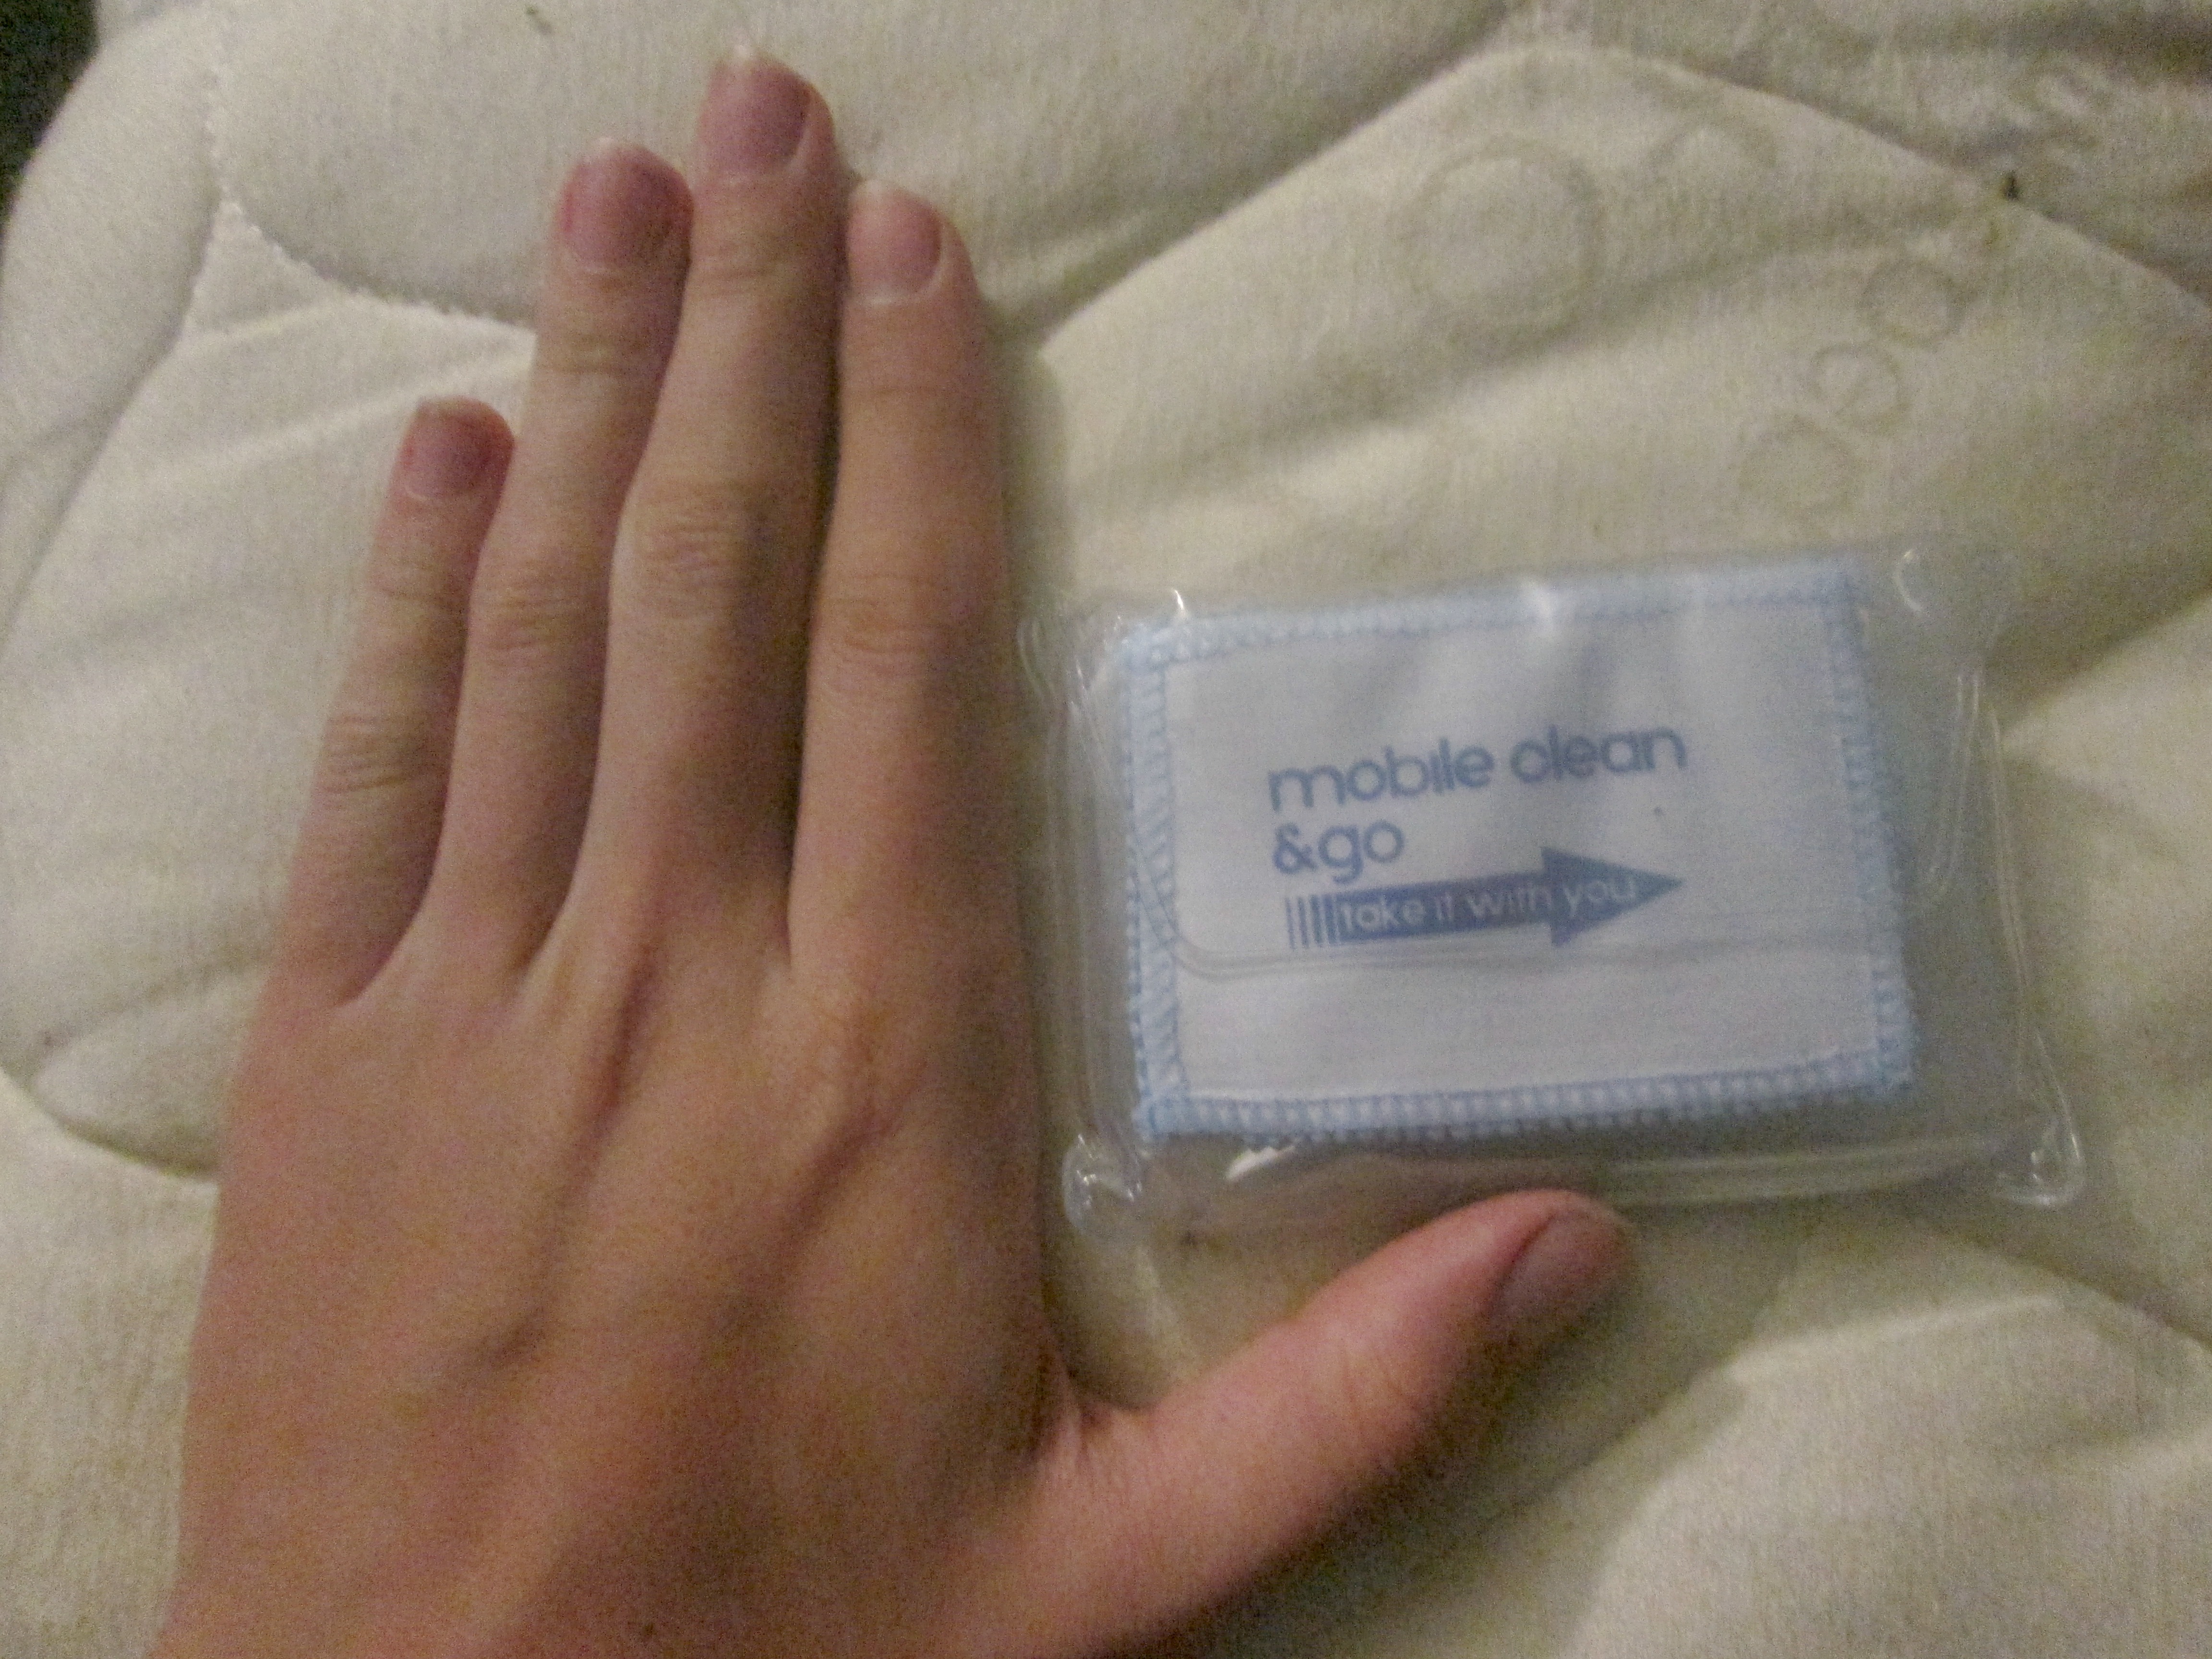 mobile clean
&go
take it with you